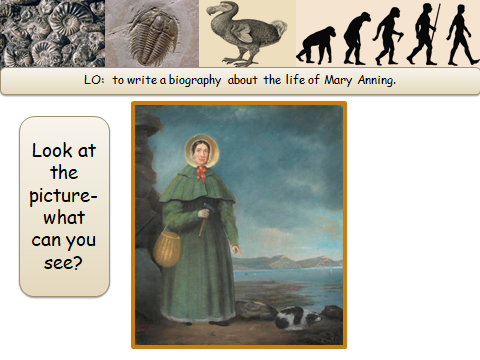 LO:  to write a biography  about  the life of Mary Anning.
Look at
the
picture-
what
can you
see?